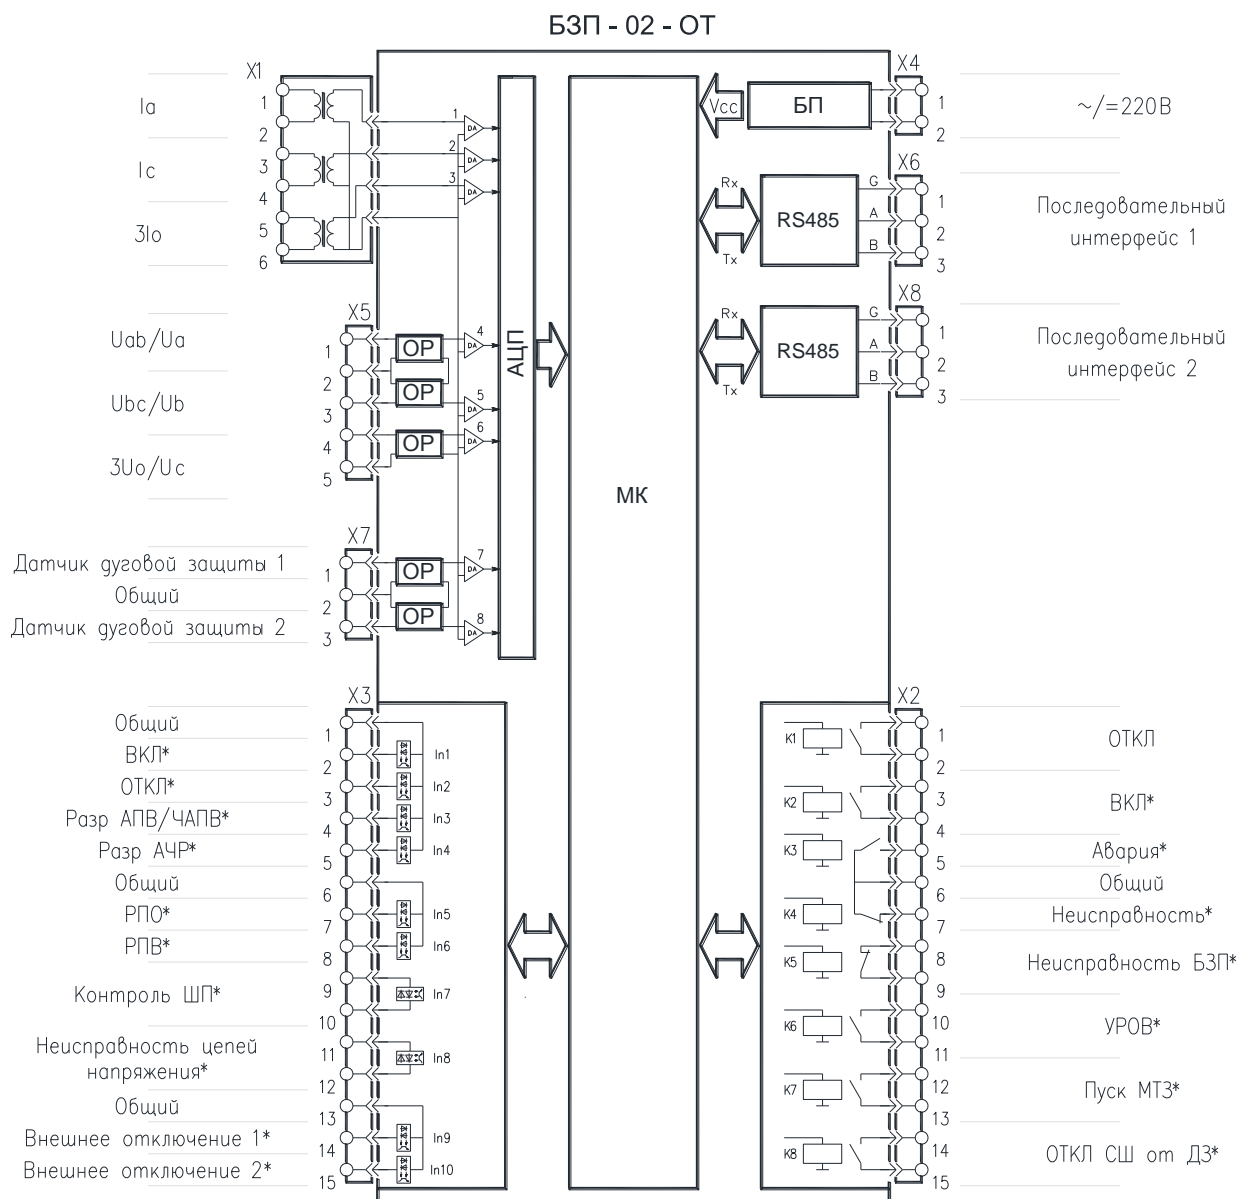 БЗП - 02 - ОТ
X1
Ia
1
2
Ic
3
4
3Io
5
6
1
DA
2
DA
3
DA
X5
Uab/Ua
1
2
Ubc/Ub
3
4
3Uo/Uc
5
OP
OP
OP
4
DA
5
DA
6
DA
АЦП
X7
Датчик дуговой защиты 1
1
Общий
2
Датчик дуговой защиты 2
3
OP
OP
7
DA
8
DA
МК
X3
Общий
1
ВКЛ*
2
In1
ОТКЛ*
3
In2
Разр АПВ/ЧАПВ*
4
In3
Разр АЧР*
5
In4
Общий
6
РПО*
7
In5
РПВ*
8
In6
Контроль ШП*
9
10
In7
Неисправность цепей
напряжения*
11
12
In8
Общий
13
Внешнее отключение 1*
14
In9
Внешнее отключение 2*
15
In10
X4
Vcc
БП
1
2
~/=220В
X6
Rx
Tx
RS485
G
A
B
1
2
3
Последовательный
интерфейс 1
X8
Rx
Tx
RS485
G
A
B
1
2
3
Последовательный
интерфейс 2
X2
K1
1
2
ОТКЛ
K2
3
4
ВКЛ*
K3
5
Авария*
6
Общий
K4
7
Неисправность*
K5
8
9
Неисправность БЗП*
K6
10
11
УРОВ*
K7
12
13
Пуск МТЗ*
K8
14
15
ОТКЛ СШ от ДЗ*